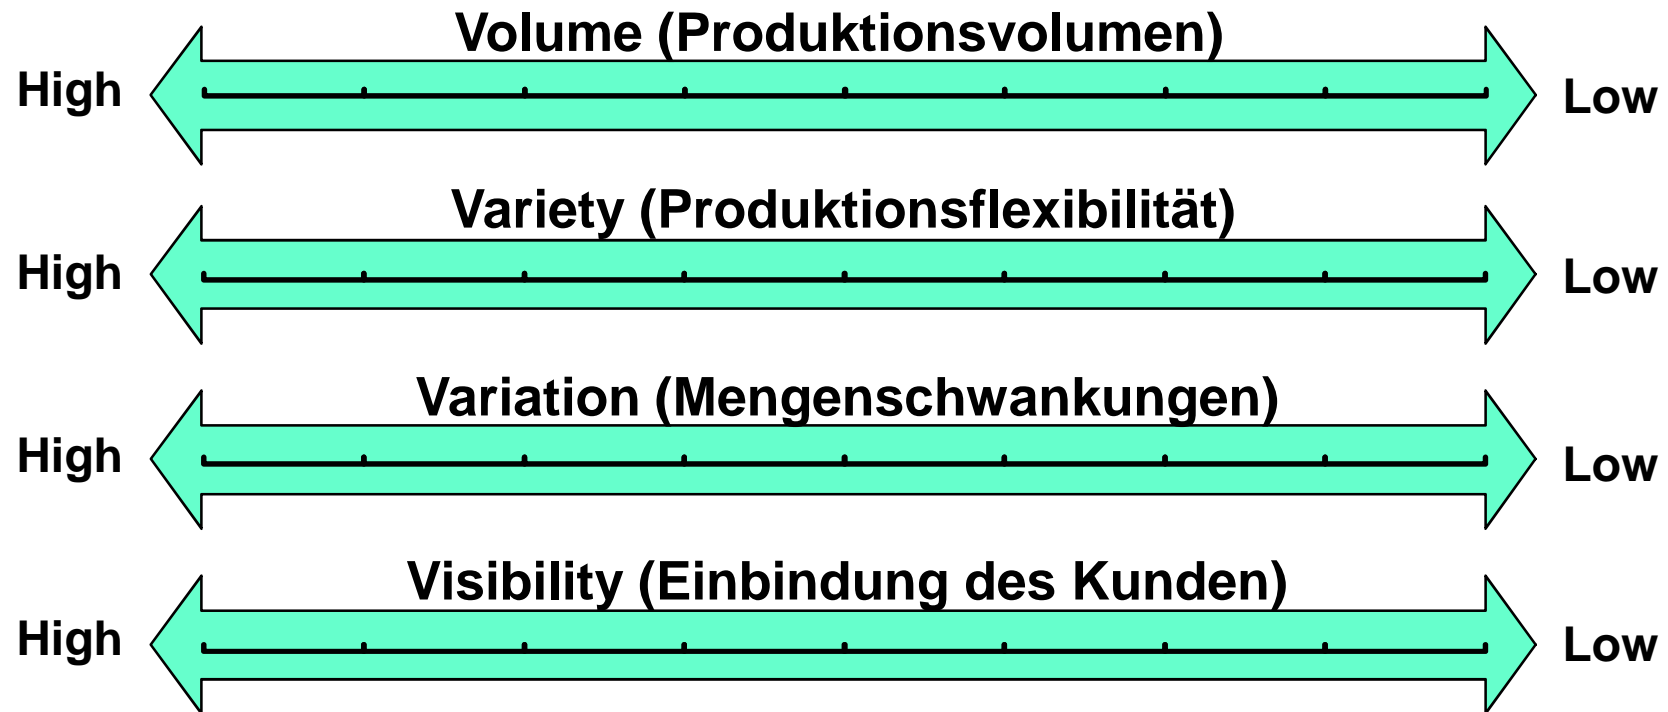 Volume (Produktionsvolumen)
High
Low
Variety (Produktionsflexibilität)
High
Low
Variation (Mengenschwankungen)
High
Low
Visibility (Einbindung des Kunden)
High
Low